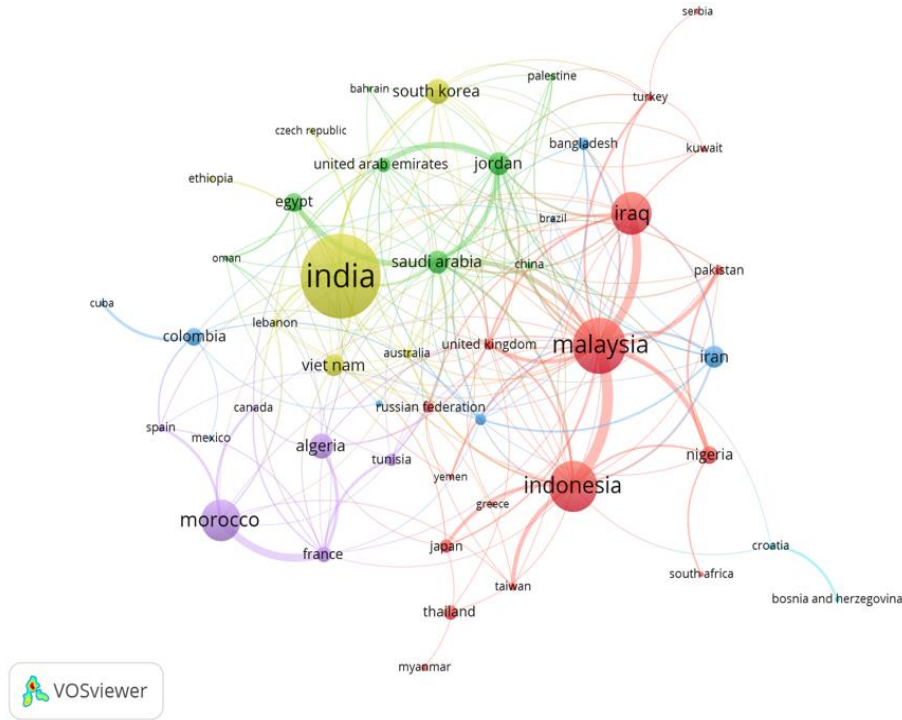 serbia
palestine
bahrain
south korea
turkey
czech republic
bangladesh
kuwait
united arab emirates
jordan
ethiopia
egypt
iraq
brazil
oman
saudi arabia
china
india
pakistan
cuba
lebanon
colombia
united kingdom
malaysia
australia
viet nam
iran
canada
russian federation
spain
mexico
algeria
tunisia
nigeria
yemen
indonesia
greece
morocco
france
japan
croatia
taiwan
south africa
thailand
bosnia and herzegovina
myanmar
VOSviewer